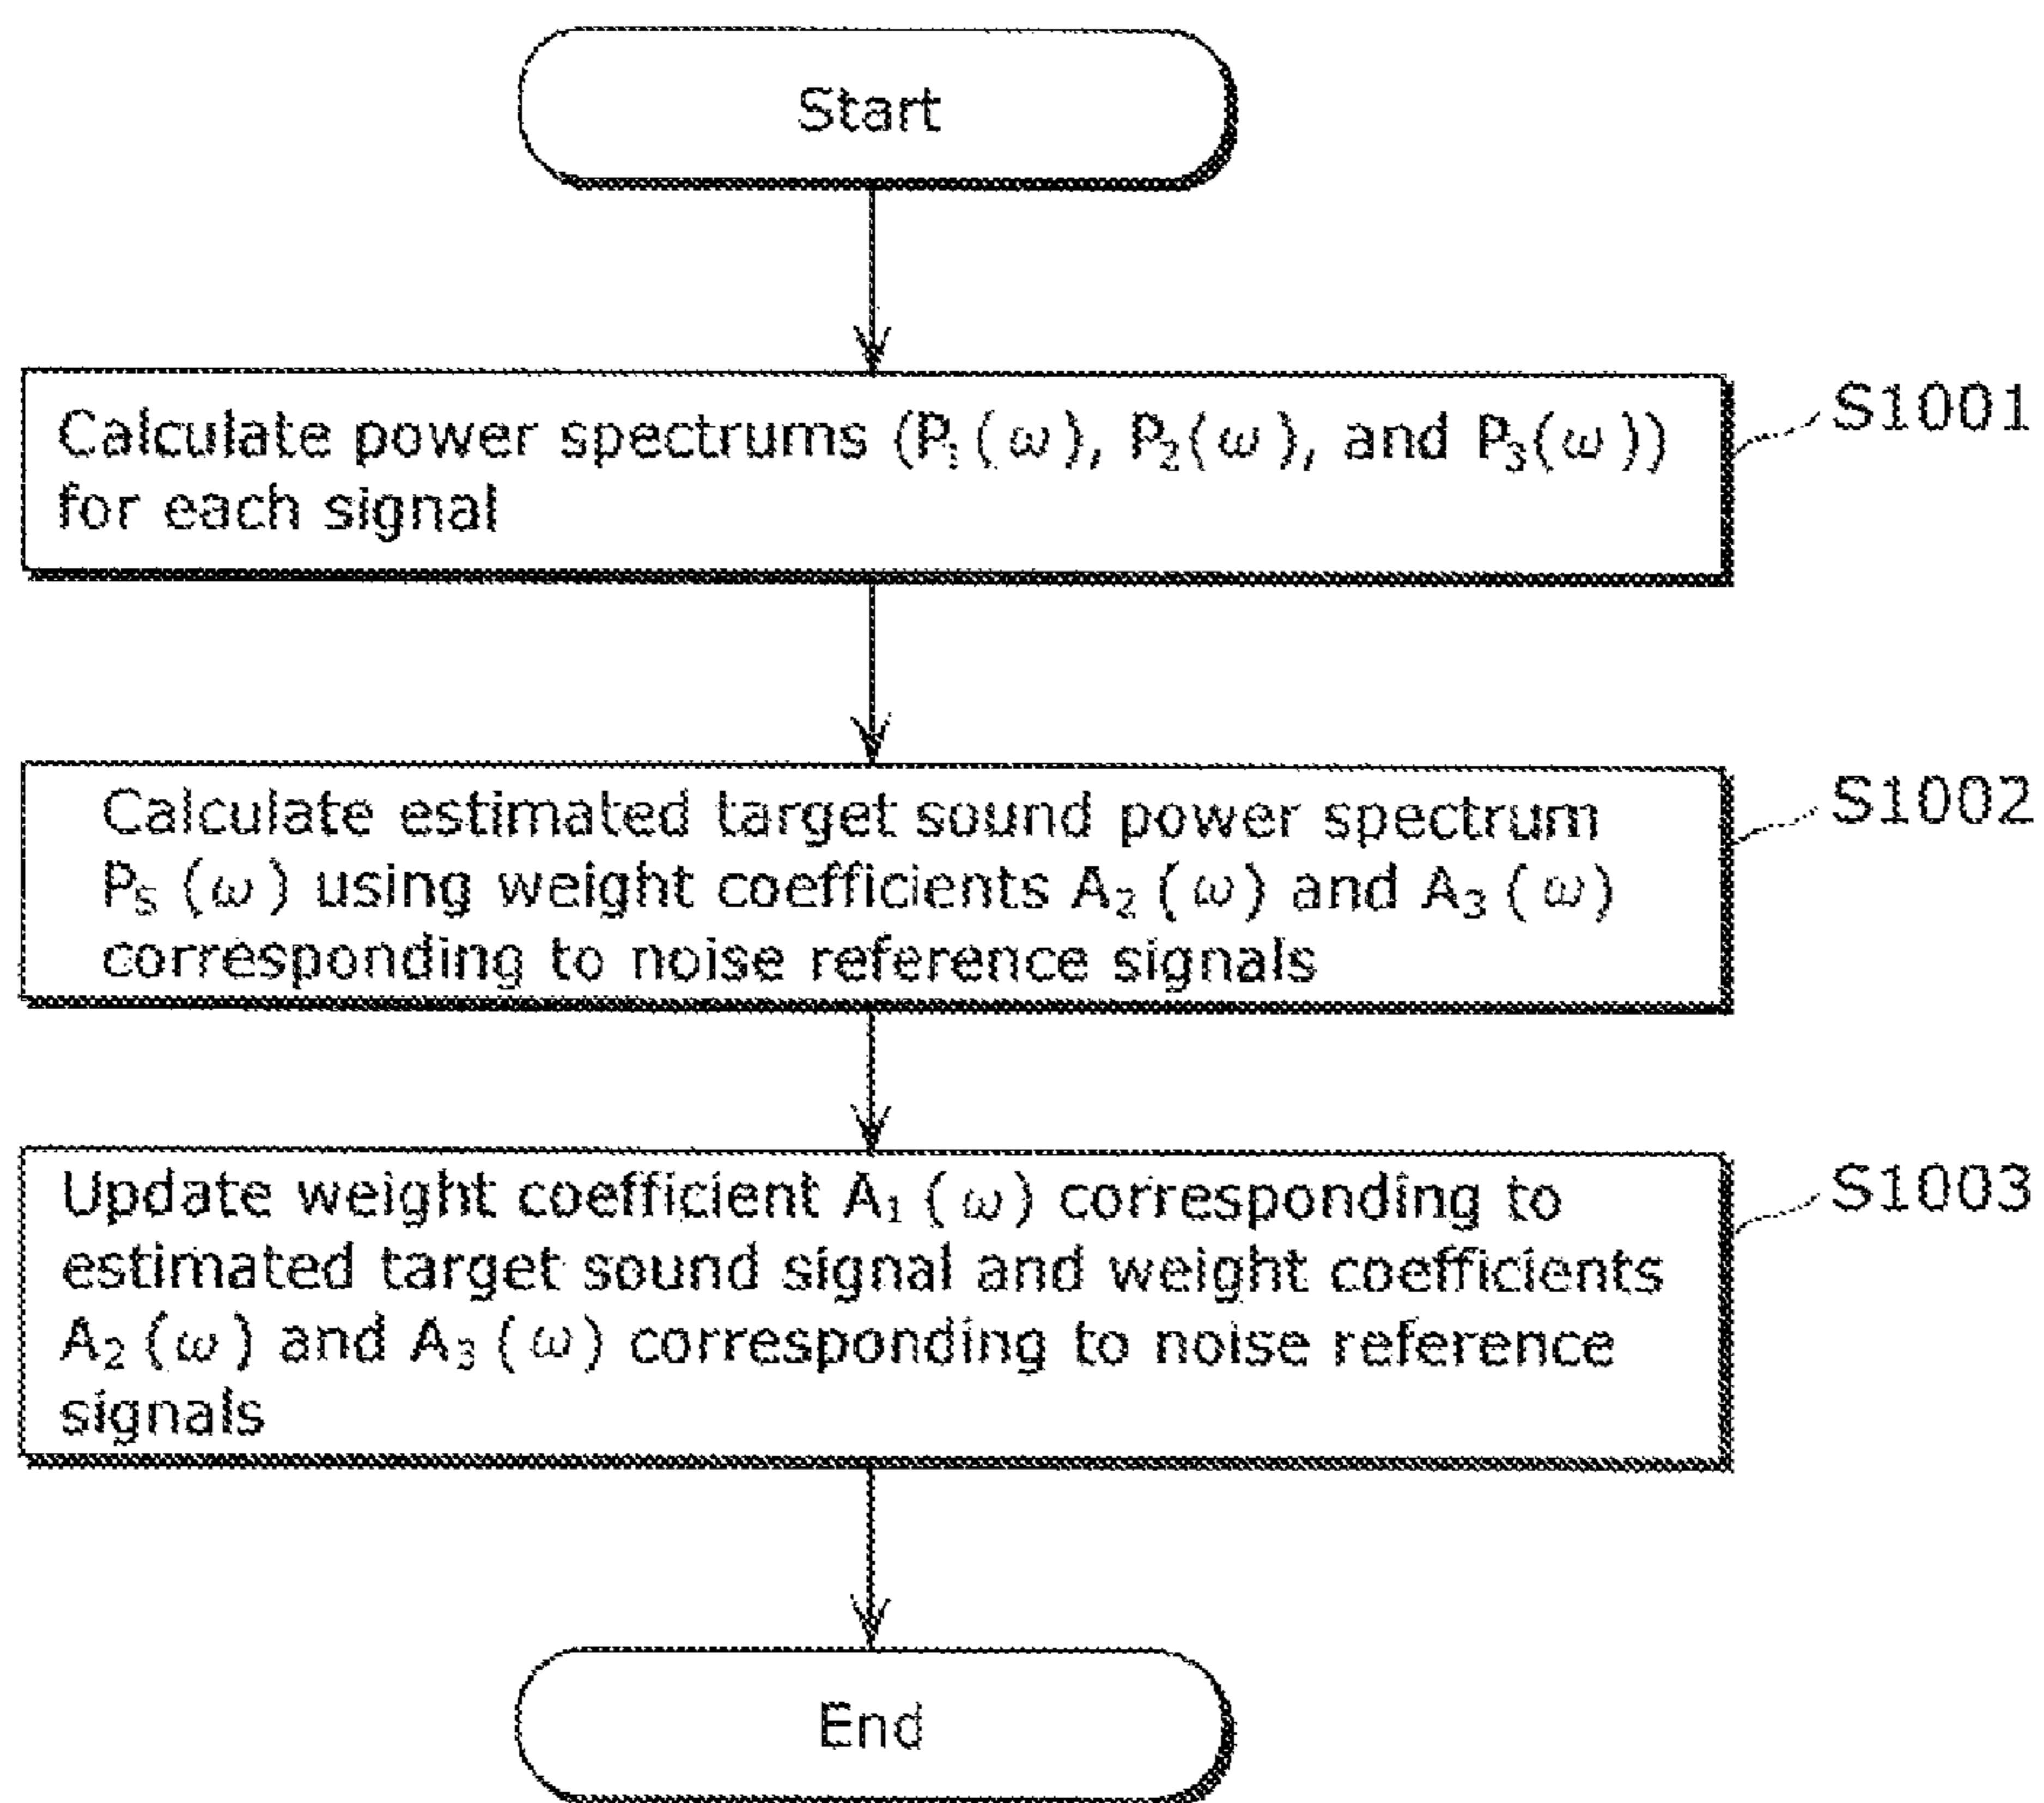 Start
Calculate power spectrums (P₁(ω), P₂(ω), and P₃(ω))
for each signal
S1001
Calculate estimated target sound power spectrum
P_S (ω) using weight coefficients A₂ (ω) and A₃ (ω)
corresponding to noise reference signals
S1002
Update weight coefficient A₁ (ω) corresponding to
estimated target sound signal and weight coefficients
A₂ (ω) and A₃ (ω) corresponding to noise reference
signals
S1003
End